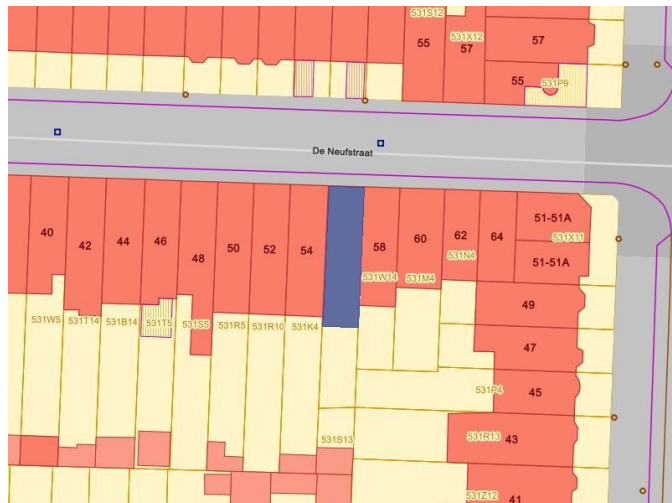 531S12
55
531X12
57
57
55
531P9
De Neufstraat
40
42
44
46
48
50
52
54
58
60
62
64
51-51A
531X11
51-51A
531W14
531M4
531N4
49
531W5
531T14
531B14
531T5
531S5
531R5
531R10
531K4
47
45
531P4
531R13
43
531S13
531Z12
41